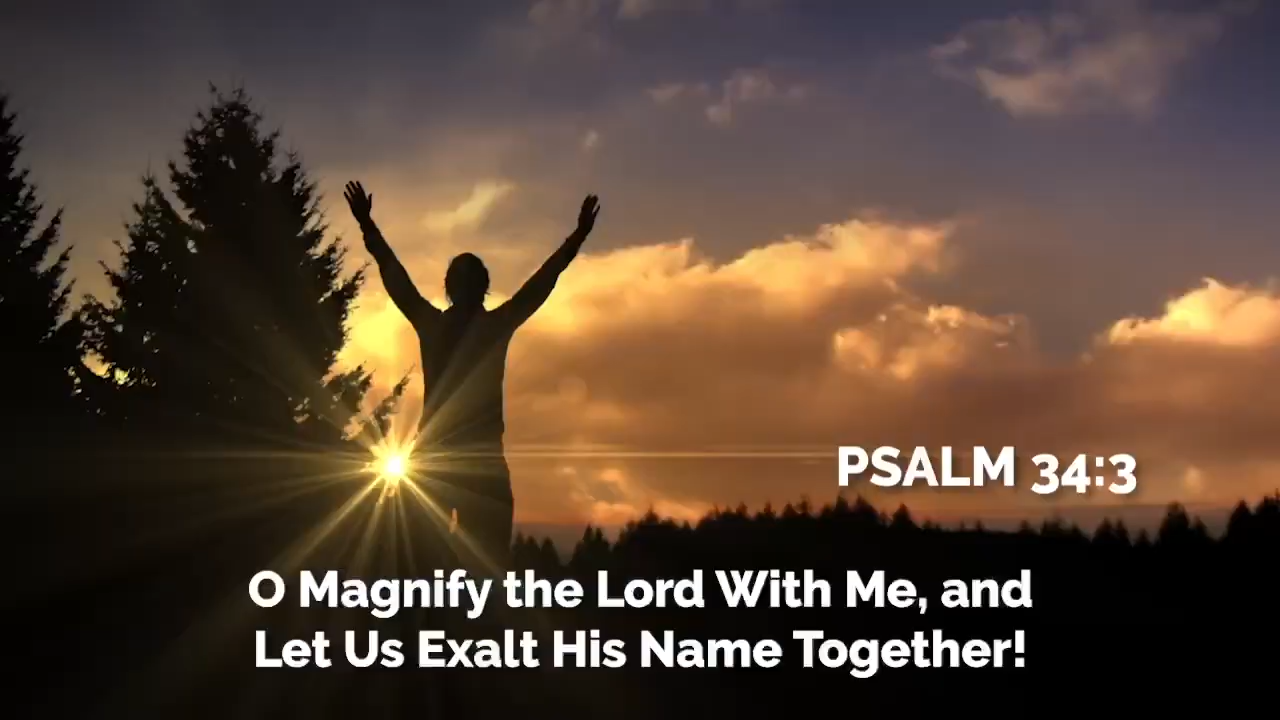 PSALM 34:3
O Magnify the Lord With Me, and
Let Us Exalt His Name Together!